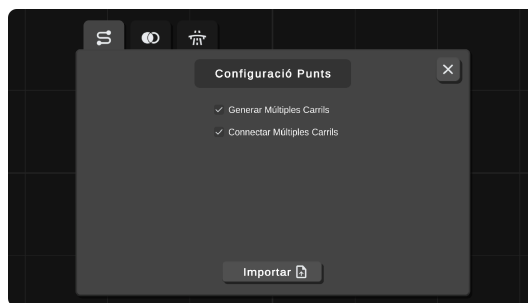 Configuració Punts
Generar Múltiples Carrils
Connectar Múltiples Carrils
Importar